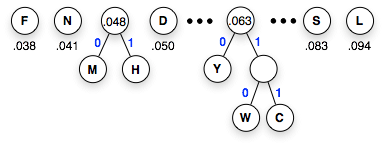 F N .048 D ••• .063 ••• S L
.038 .041 0 1 .050 0 1 .083 .094
M H Y
0 1
W C